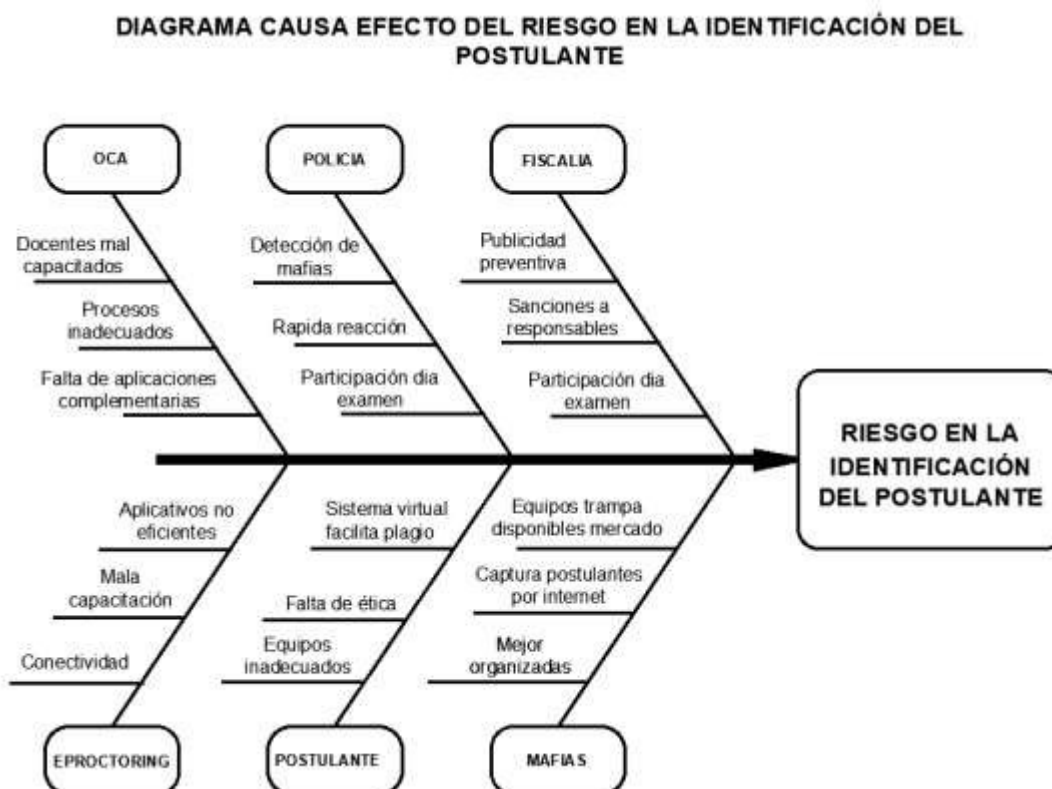 DIAGRAMA CAUSA EFECTO DEL RIESGO EN LA IDENTIFICACIÓN DEL
POSTULANTE
OCA
POLICIA
FISCALIA
Docentes mal
capacitados
Procesos
inadecuados
Falta de aplicaciones
complementarias
Detección de
mafias
Rapida reacción
Participación dia
examen
Publicidad
preventiva
Sanciones a
responsables
Participación dia
examen
RIESGO EN LA
IDENTIFICACIÓN
DEL POSTULANTE
Aplicativos no
eficientes
Mala
capacitación
Conectividad
Sistema virtual
facilita plagio
Falta de ética
Equipos
inadecuados
Equipos trampa
disponibles mercado
Captura postulantes
por internet
Mejor
organizadas
EPROCTORING
POSTULANTE
MAFIAS